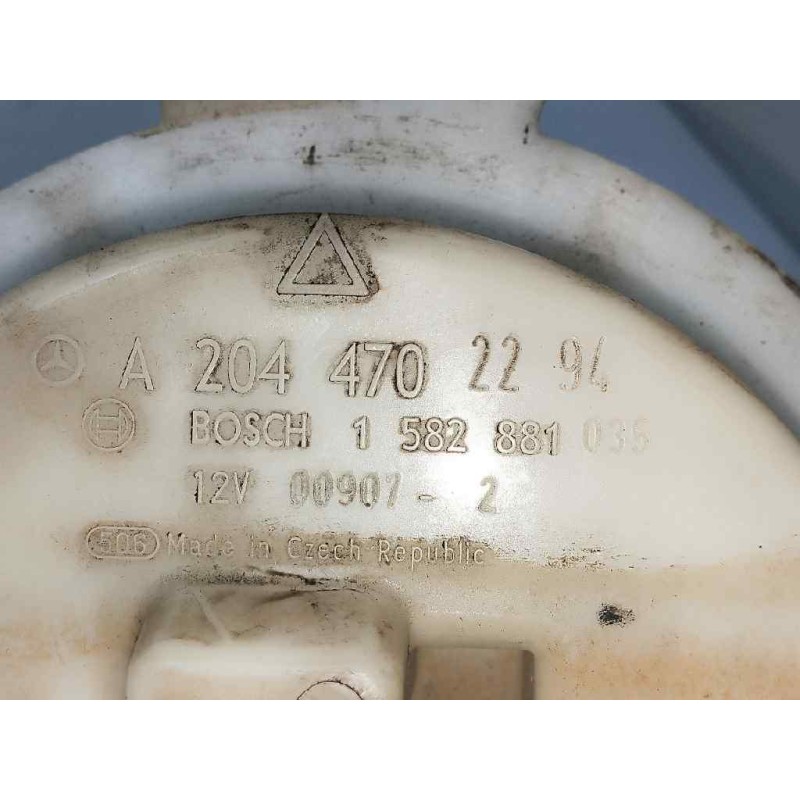 A 204 470 22 94
BOSCH 1 582 881 035
12V 00907 - 2
506 Made in Czech Republic